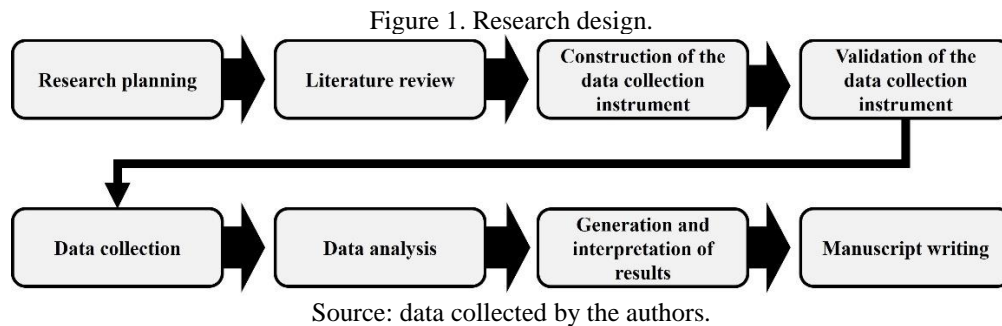 Figure 1. Research design.
Research planning
Literature review
Construction of the
data collection
instrument
Validation of the
data collection
instrument
Data collection
Data analysis
Generation and
interpretation of
results
Manuscript writing
Source: data collected by the authors.